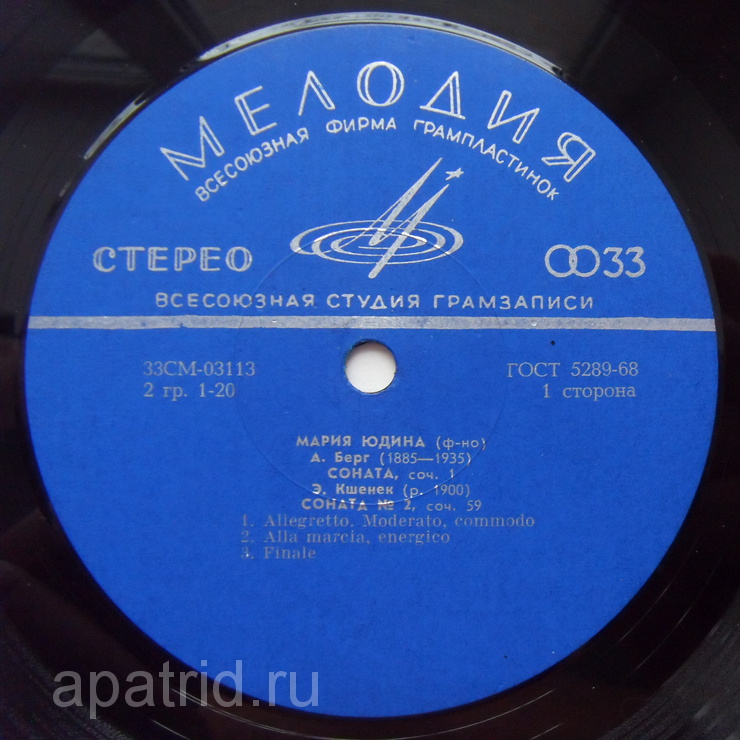 МЕЛОДИЯ
ВСЕСОЮЗНАЯ ФИРМА ГРАМПЛАСТИНОК
СТЕРЕО 33
ВСЕСОЮЗНАЯ СТУДИЯ ГРАМЗАПИСИ
33СМ-03113 ГОСТ 5289-68
2 гр. 1-20 1 сторона
МАРИЯ ЮДИНА (ф-но)
А. Берг (1885—1935)
СОНАТА, соч. 1
Э. Кшенек (р. 1900)
СОНАТА № 2, соч. 59
1. Allegretto, Moderato, commodo
2. Alla marcia, energico
3. Finale
apatrid.ru